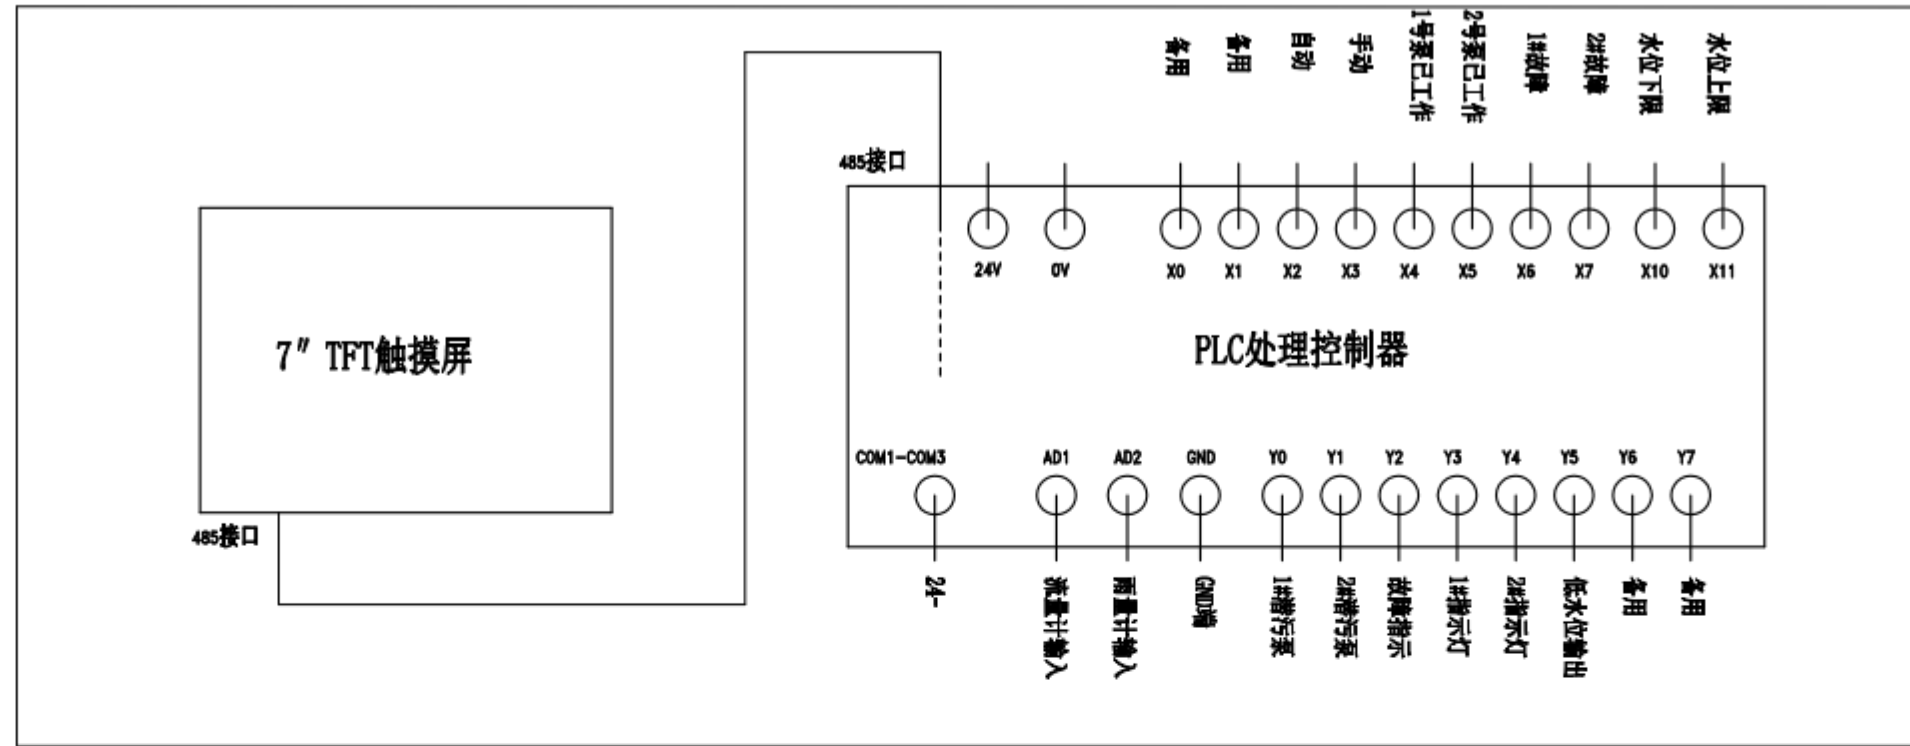 备用
备用
自动
手动
1号泵已工作
2号泵已工作
1#故障
2#故障
水位下限
水位上限
485接口
24V
0V
X0
X1
X2
X3
X4
X5
X6
X7
X10
X11
7" TFT触摸屏
PLC处理控制器
COM1-COM3
AD1
AD2
GND
Y0
Y1
Y2
Y3
Y4
Y5
Y6
Y7
485接口
24-
流量计输入
雨量计输入
GND端
1#潜污泵
2#潜污泵
故障指示
1#指示灯
2#指示灯
低水位输出
备用
备用